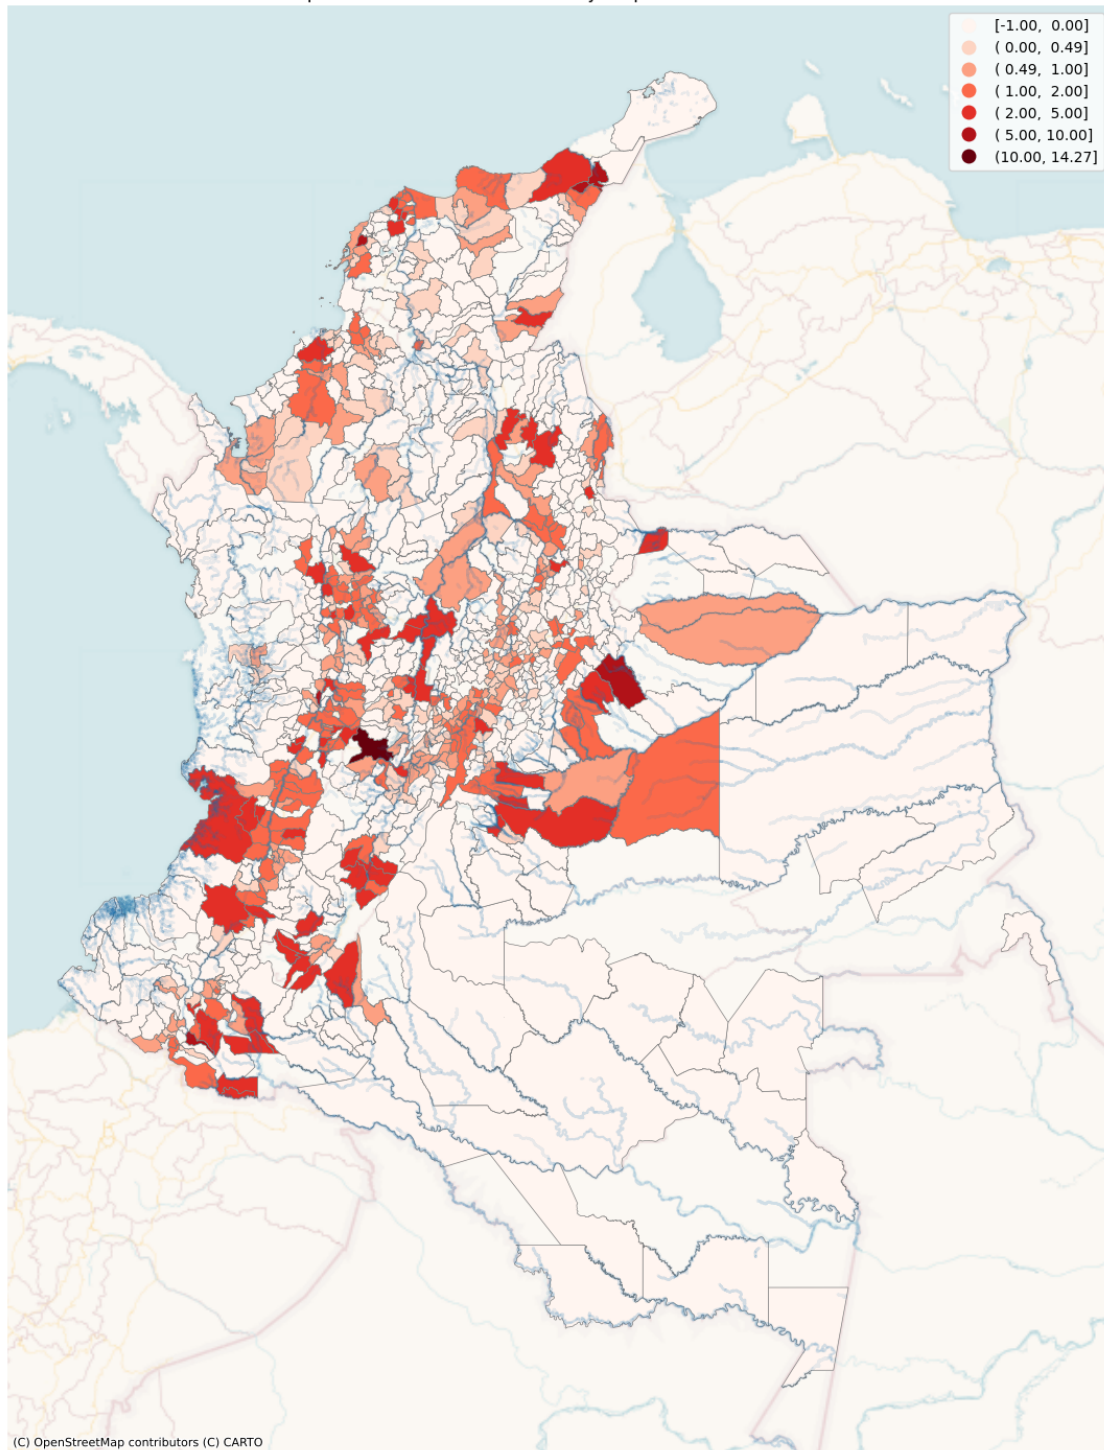 [-1.00, 0.00]
( 0.00, 0.49]
( 0.49, 1.00]
( 1.00, 2.00]
( 2.00, 5.00]
( 5.00, 10.00]
(10.00, 14.27]
(C) OpenStreetMap contributors (C) CARTO